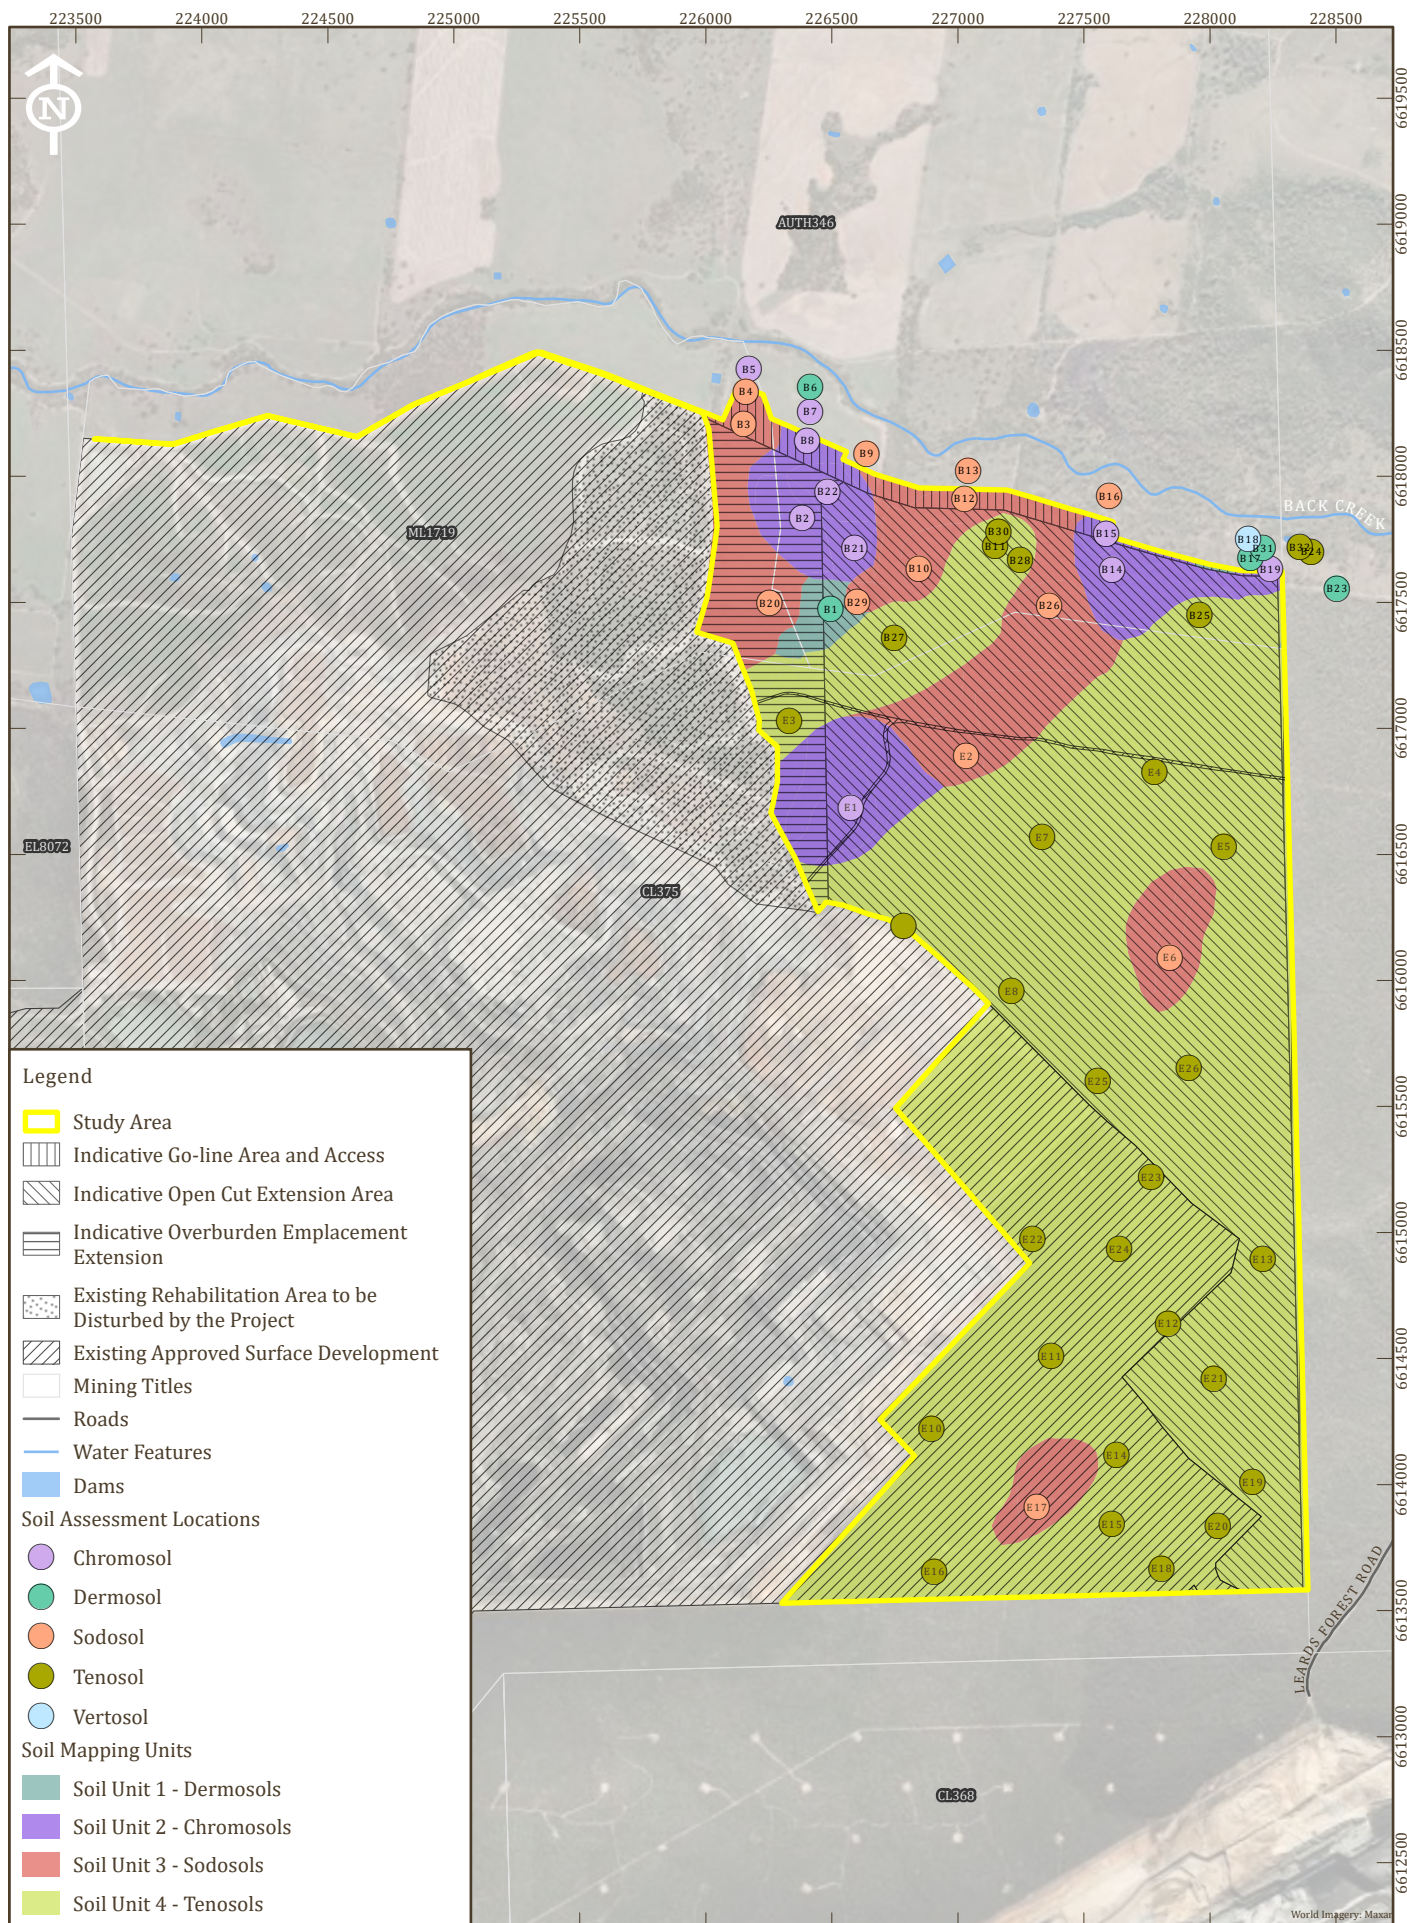 223500 224000 224500 225000 225500 226000 226500 227000 227500 228000 228500
N
6619500
AUTH346
6619000
6618500
B5
B6
B4
B7
B3
B8
B9
B13
6618000
B22
B12
B16
BACK CREEK
B2
B30
B15
B18
ML1719
B21
B11
B31
B32
B24
B28
B17
B10
B14
B19
B23
6617500
B20
B1
B29
B26
B25
B27
E3
6617000
E2
E4
E1
E7
E5
EL8072
6616500
CL375
E6
6616000
E8
E26
E25
6615500
Legend
Study Area
Indicative Go-line Area and Access
E23
Indicative Open Cut Extension Area
Indicative Overburden Emplacement
Extension
E22
E24
E13
6615000
Existing Rehabilitation Area to be
Disturbed by the Project
E12
Existing Approved Surface Development
E11
6614500
Mining Titles
E21
Roads
E10
Water Features
E14
Dams
E19
6614000
Soil Assessment Locations
E17
E15
E20
Chromosol
E16
E18
Dermosol
6613500
LEARDS FOREST ROAD
Sodosol
Tenosol
Vertosol
6613000
Soil Mapping Units
Soil Unit 1 - Dermosols
CL368
Soil Unit 2 - Chromosols
Soil Unit 3 - Sodosols
6612500
Soil Unit 4 - Tenosols
World Imagery: Maxar